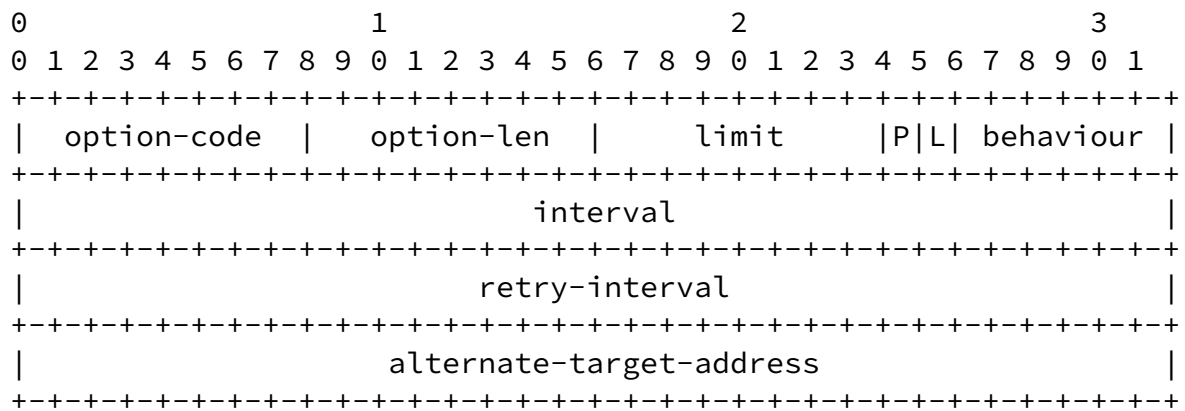 0                   1                   2                   3
0 1 2 3 4 5 6 7 8 9 0 1 2 3 4 5 6 7 8 9 0 1 2 3 4 5 6 7 8 9 0 1
+-+-+-+-+-+-+-+-+-+-+-+-+-+-+-+-+-+-+-+-+-+-+-+-+-+-+-+-+-+-+-+-+
|  option-code  |   option-len  |     limit     |P|L| behaviour |
+-+-+-+-+-+-+-+-+-+-+-+-+-+-+-+-+-+-+-+-+-+-+-+-+-+-+-+-+-+-+-+-+
|                            interval                           |
+-+-+-+-+-+-+-+-+-+-+-+-+-+-+-+-+-+-+-+-+-+-+-+-+-+-+-+-+-+-+-+-+
|                         retry-interval                        |
+-+-+-+-+-+-+-+-+-+-+-+-+-+-+-+-+-+-+-+-+-+-+-+-+-+-+-+-+-+-+-+-+
|                    alternate-target-address                   |
+-+-+-+-+-+-+-+-+-+-+-+-+-+-+-+-+-+-+-+-+-+-+-+-+-+-+-+-+-+-+-+-+